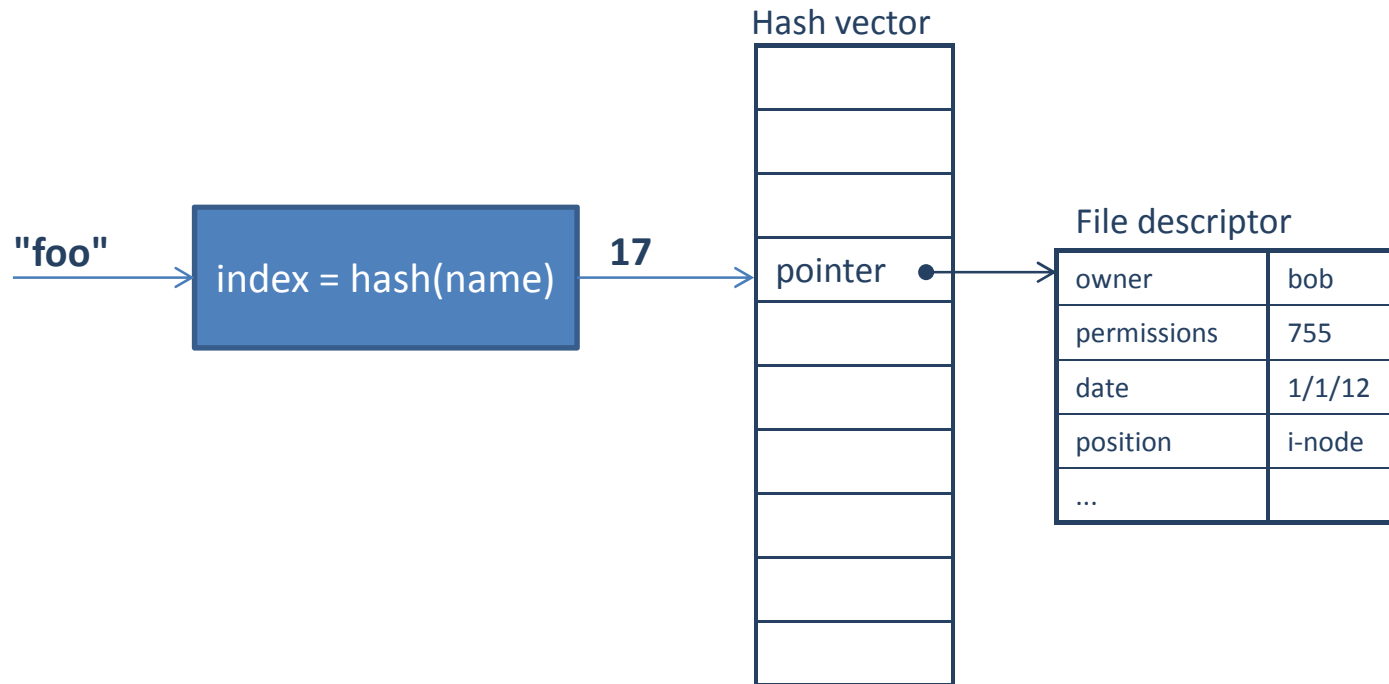 Hash vector
"foo"
index = hash(name)
17
pointer
File descriptor
owner bob
permissions 755
date 1/1/12
position i-node
...